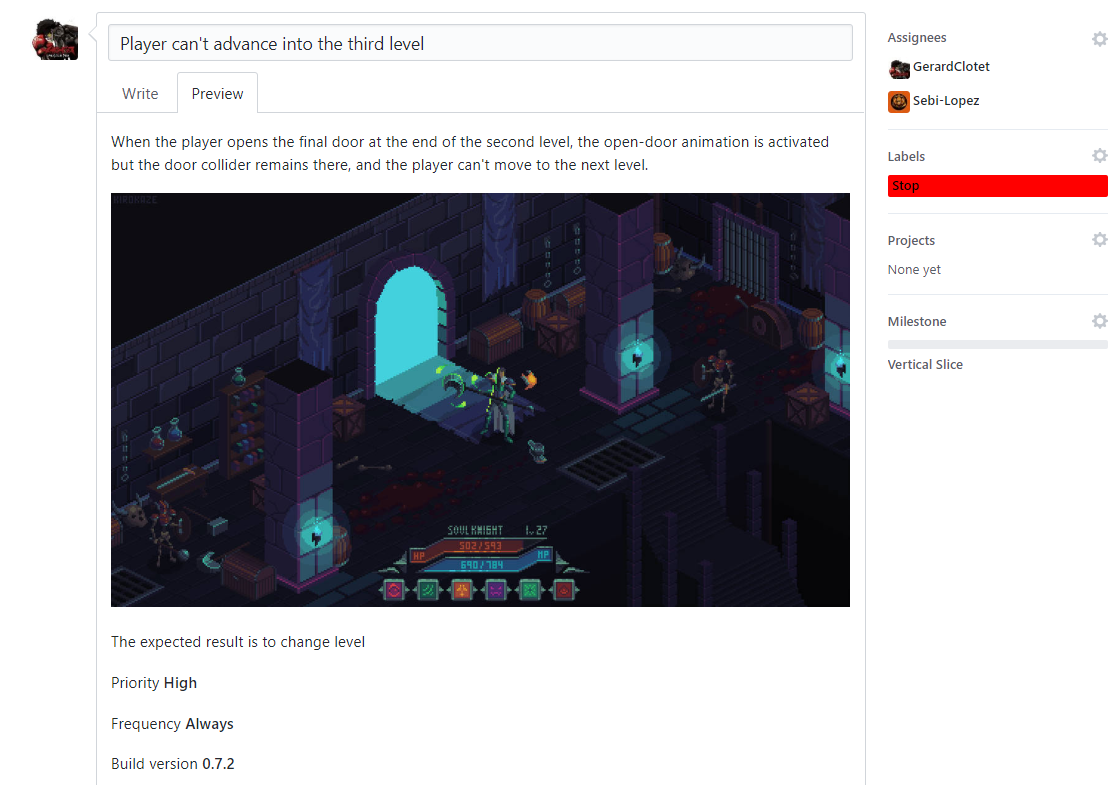 Player can't advance into the third level
Write
Preview
When the player opens the final door at the end of the second level, the open-door animation is activated
but the door collider remains there, and the player can't move to the next level.
BIRDKAZE
SOUL KNIGHT lv 27
502/593
HP
MP
690/784
The expected result is to change level
Priority High
Frequency Always
Build version 0.7.2
Assignees
GerardClotet
Sebi-Lopez
Labels
Stop
Projects
None yet
Milestone
Vertical Slice